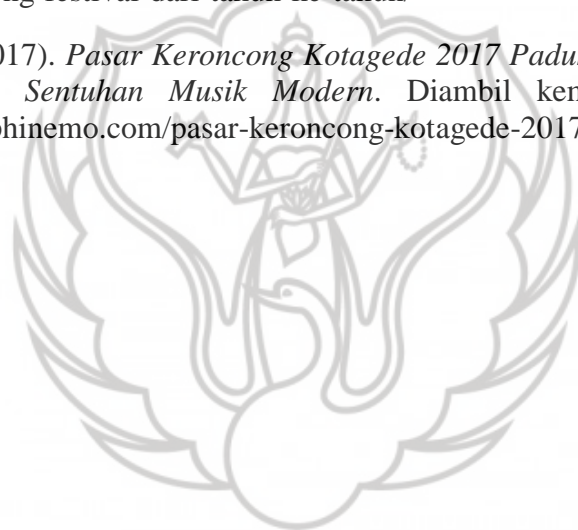 ng festival dari tahun ke tahun
2017). Pasar Keroncong Kotagede 2017 Padu
Sentuhan Musik Modern. Diambil kem
phinemo.com/pasar-keroncong-kotagede-2017